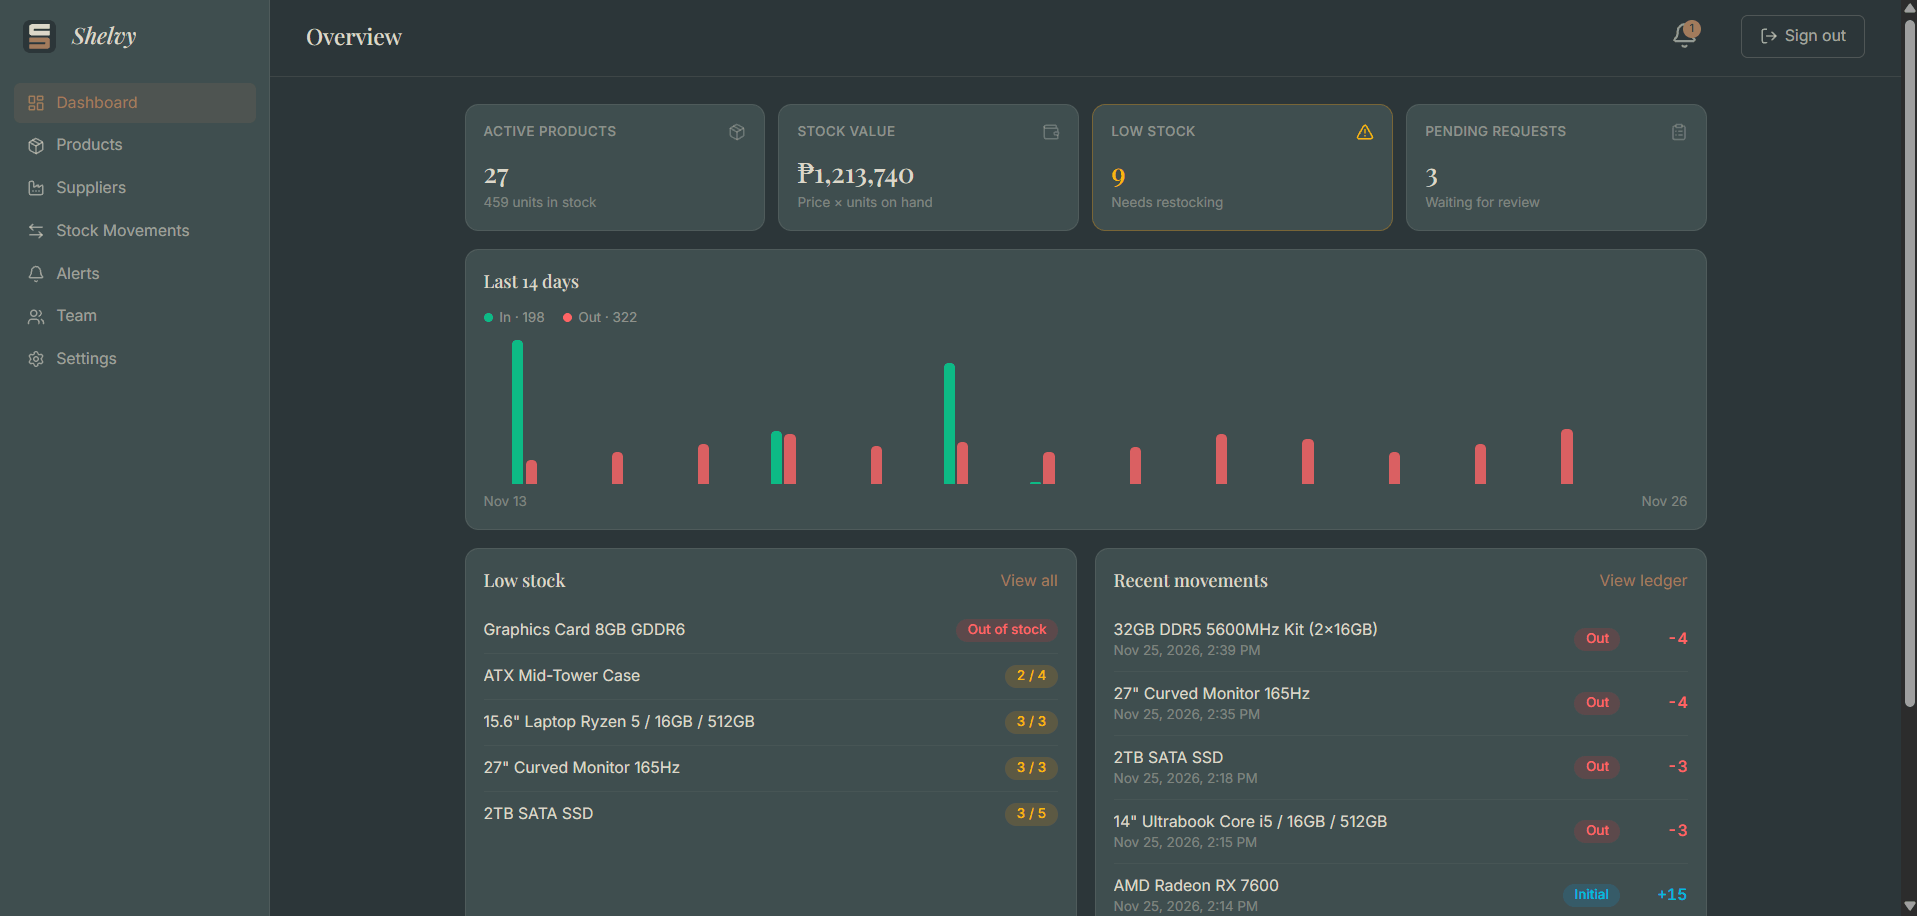 Shelvy
Overview
1
Sign out
Dashboard
Products
Suppliers
Stock Movements
Alerts
Team
Settings
ACTIVE PRODUCTS
27
459 units in stock
STOCK VALUE
₱1,213,740
Price × units on hand
LOW STOCK
9
Needs restocking
PENDING REQUESTS
3
Waiting for review
Last 14 days
In · 198 Out · 322
Nov 13 Nov 26
Low stock View all
Graphics Card 8GB GDDR6 Out of stock
ATX Mid-Tower Case 2 / 4
15.6" Laptop Ryzen 5 / 16GB / 512GB 3 / 3
27" Curved Monitor 165Hz 3 / 3
2TB SATA SSD 3 / 5
Recent movements View ledger
32GB DDR5 5600MHz Kit (2×16GB) Out -4
Nov 25, 2026, 2:39 PM
27" Curved Monitor 165Hz Out -4
Nov 25, 2026, 2:35 PM
2TB SATA SSD Out -3
Nov 25, 2026, 2:18 PM
14" Ultrabook Core i5 / 16GB / 512GB Out -3
Nov 25, 2026, 2:15 PM
AMD Radeon RX 7600 Initial +15
Nov 25, 2026, 2:14 PM